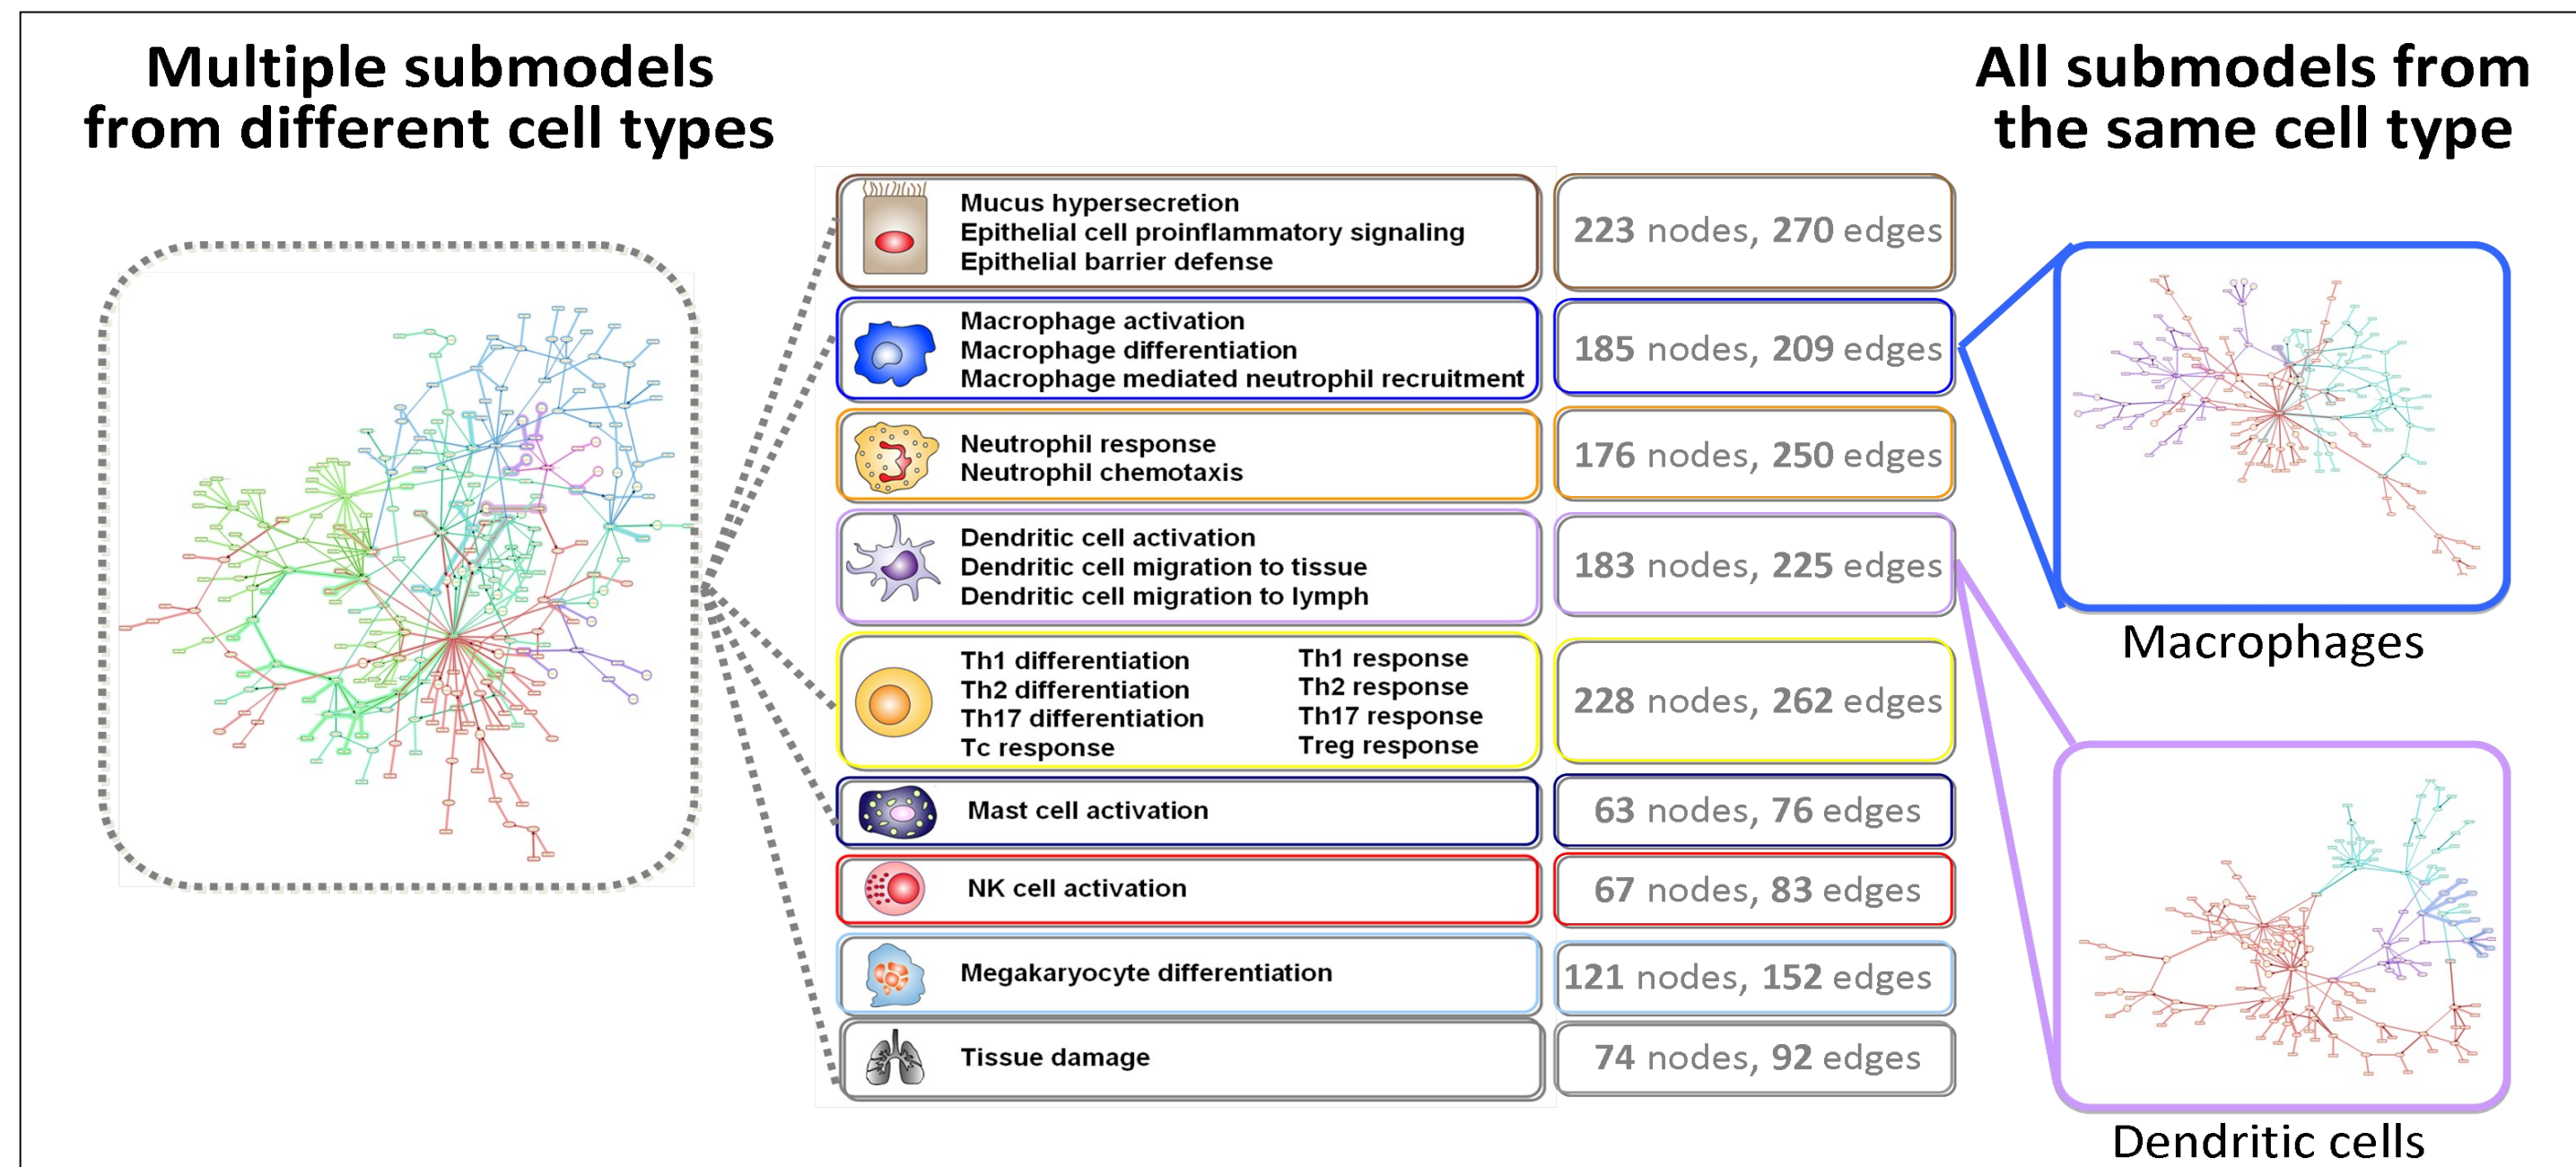 Multiple submodels
from different cell types
All submodels from
the same cell type
Mucus hypersecretion
Epithelial cell proinflammatory signaling
Epithelial barrier defense
223 nodes, 270 edges
Macrophage activation
Macrophage differentiation
Macrophage mediated neutrophil recruitment
185 nodes, 209 edges
Neutrophil response
Neutrophil chemotaxis
176 nodes, 250 edges
Dendritic cell activation
Dendritic cell migration to tissue
Dendritic cell migration to lymph
183 nodes, 225 edges
Th1 differentiation
Th2 differentiation
Th17 differentiation
Tc response
Th1 response
Th2 response
Th17 response
Treg response
228 nodes, 262 edges
Mast cell activation
63 nodes, 76 edges
NK cell activation
67 nodes, 83 edges
Megakaryocyte differentiation
121 nodes, 152 edges
Tissue damage
74 nodes, 92 edges
Macrophages
Dendritic cells